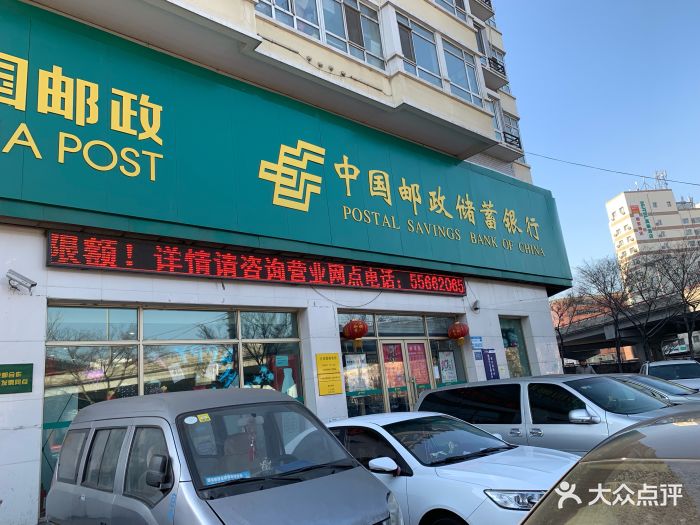 国邮政
A POST
中国邮政储蓄银行
POSTAL SAVINGS BANK OF CHINA
限额！详情请咨询营业网点电话：55662065
大众点评